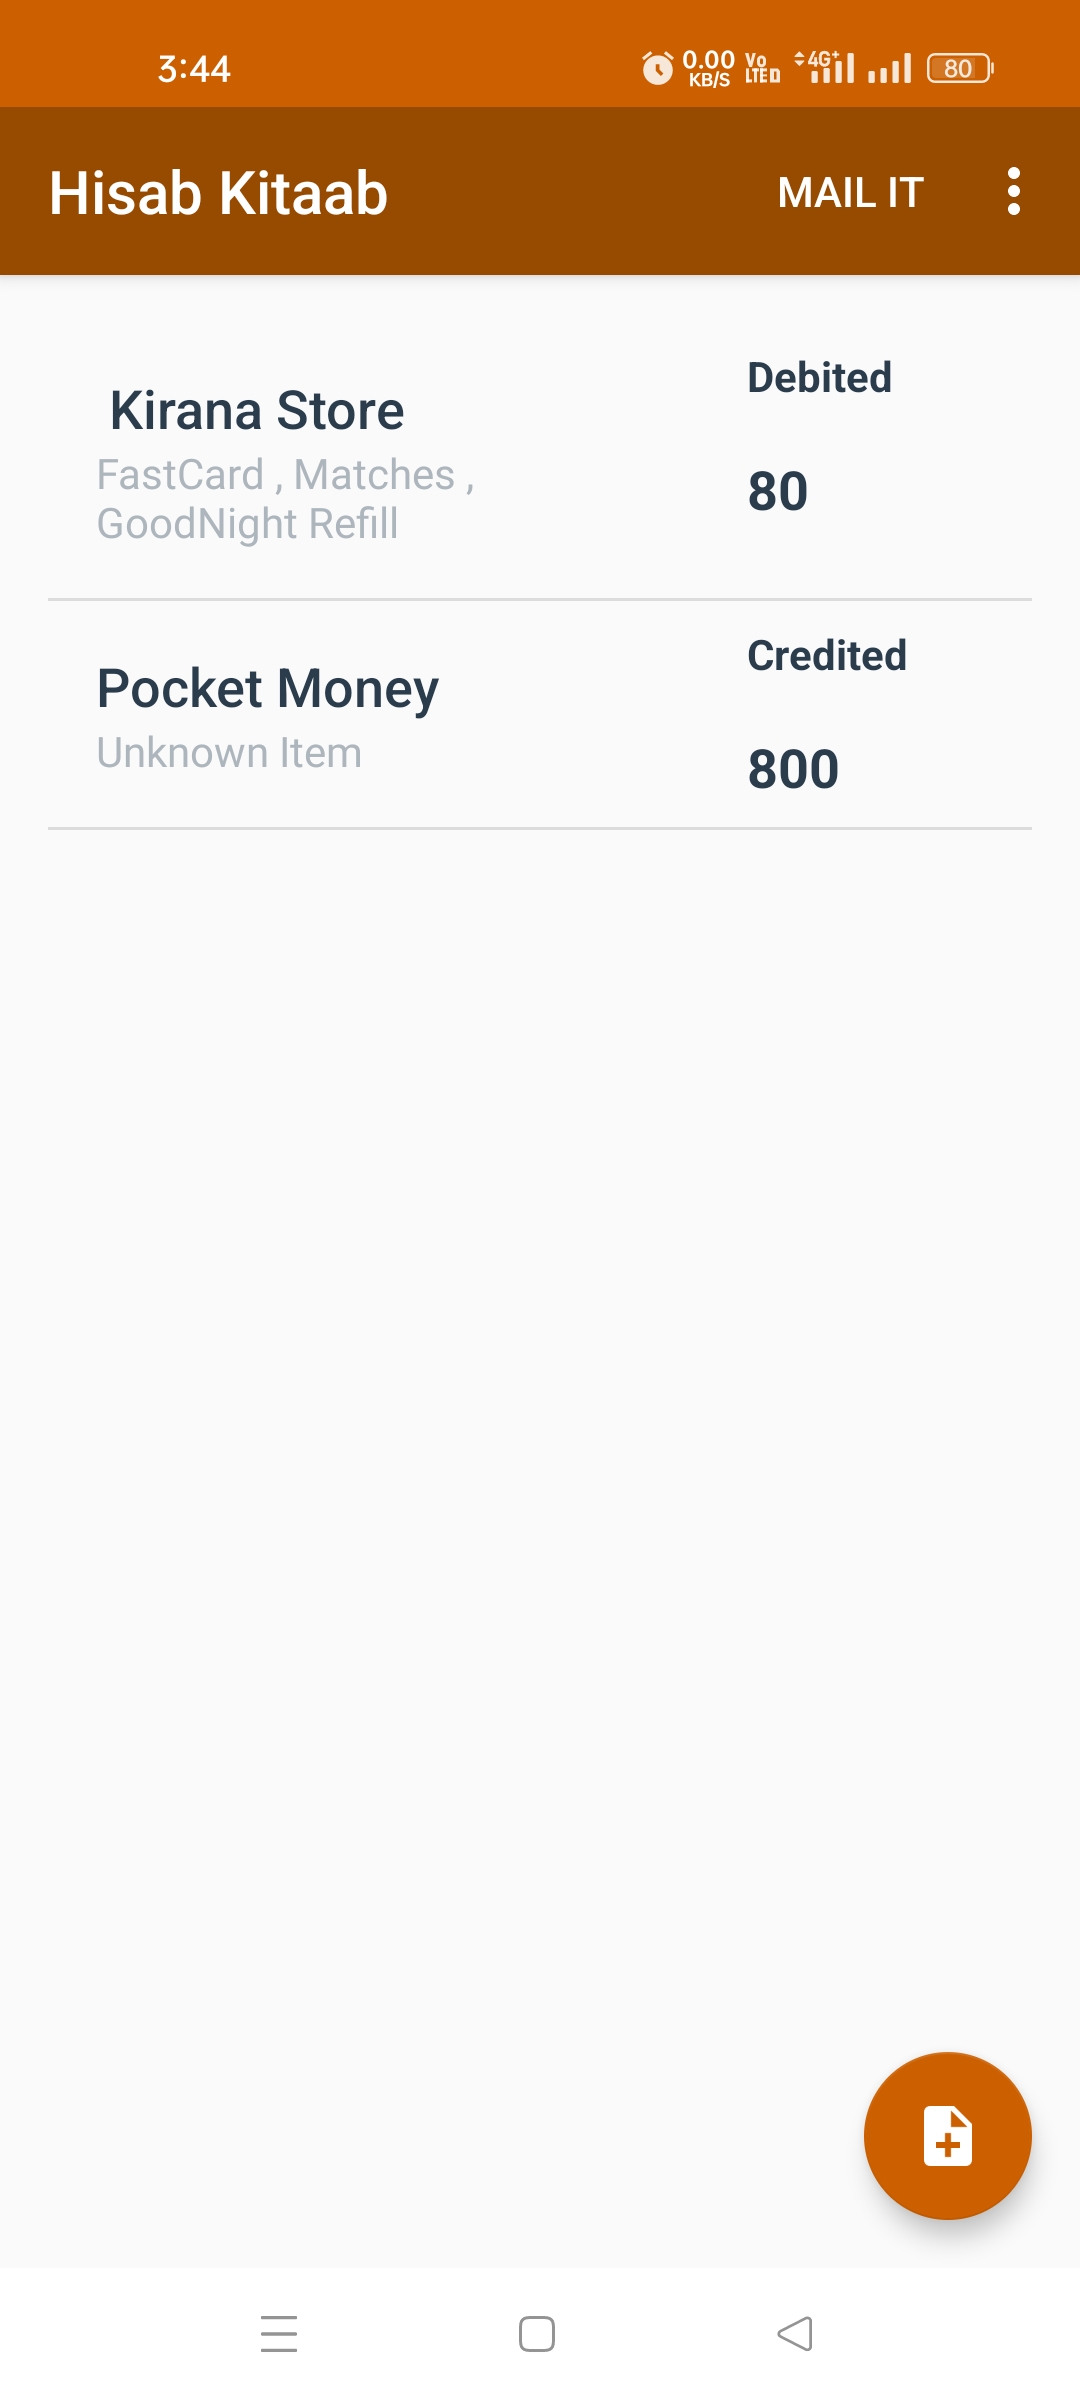 3:44
0.00
KB/S
Vo
LTE
4G+
80
Hisab Kitaab
MAIL IT
Kirana Store
Debited
FastCard , Matches ,
GoodNight Refill
80
Pocket Money
Credited
Unknown Item
800